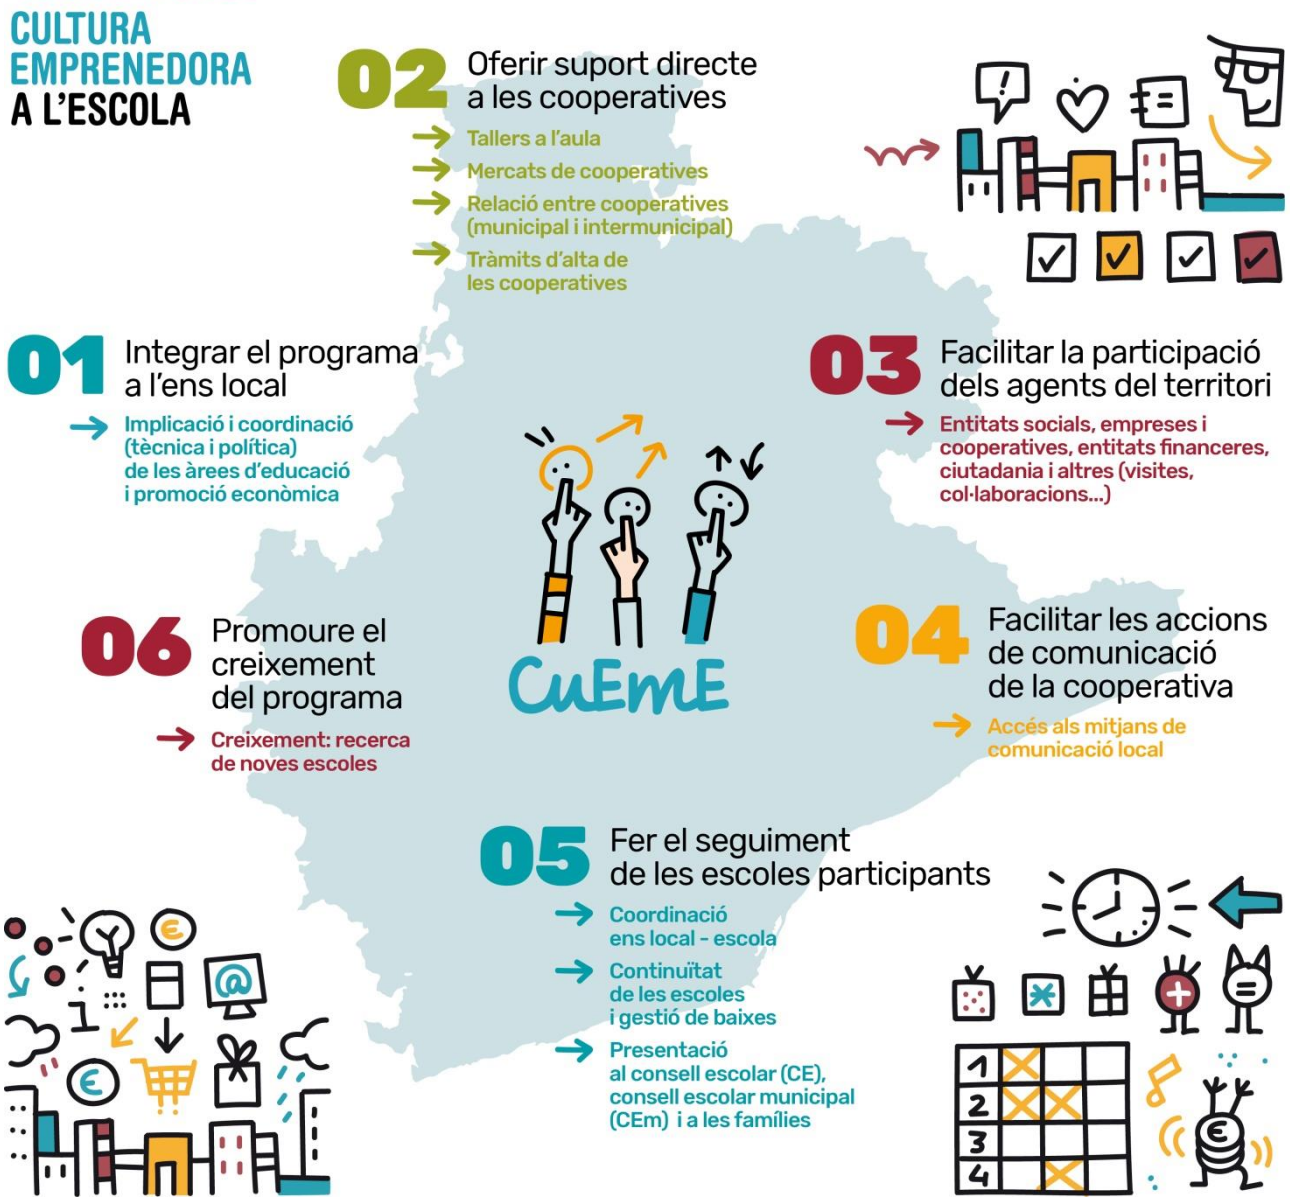 CULTURA
EMPRENEDORA
A L'ESCOLA
01
Integrar el programa
a l'ens local
Implicació i coordinació
(tècnica i política)
de les àrees d'educació
i promoció econòmica
02
Oferir suport directe
a les cooperatives
Tallers a l'aula
Mercats de cooperatives
Relació entre cooperatives
(municipal i intermunicipal)
Tràmits d'alta de
les cooperatives
03
Facilitar la participació
dels agents del territori
Entitats socials, empreses i
cooperatives, entitats financeres,
ciutadania i altres (visites,
col·laboracions...)
04
Facilitar les accions
de comunicació
de la cooperativa
Accés als mitjans de
comunicació local
05
Fer el seguiment
de les escoles participants
Coordinació
ens local - escola
Continuïtat
de les escoles
i gestió de baixes
Presentació
al consell escolar (CE),
consell escolar municipal
(CEm) i a les famílies
06
Promoure el
creixement
del programa
Creixement: recerca
de noves escoles
CuEmE
!
€
@
1
€
1
2
3
4
€